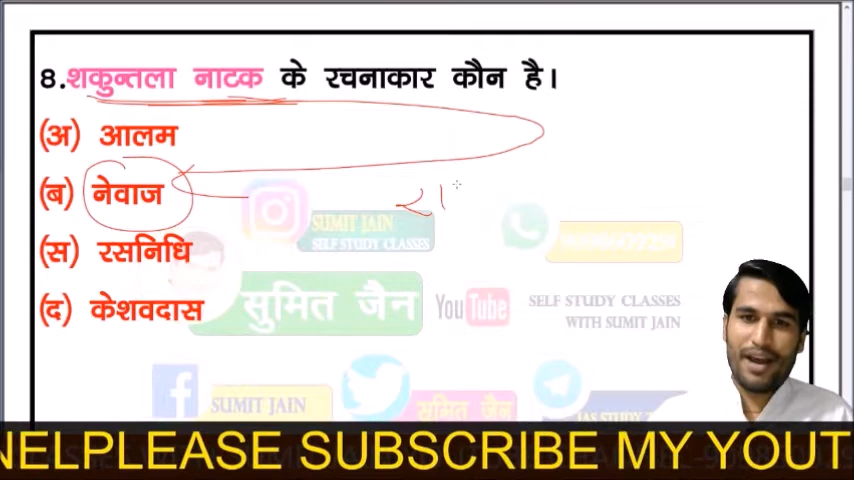 8.शकुन्तला नाटक के रचनाकार कौन है।
(अ) आलम
(ब) नेवाज
(स) रसनिधि
(द) केशवदास
SUMIT JAIN
SELF STUDY CLASSES
सुमित जैन
YouTube
SELF STUDY CLASSES
WITH SUMIT JAIN
SUMIT JAIN
सुमित जैन
NELPLEASE SUBSCRIBE MY YOUT